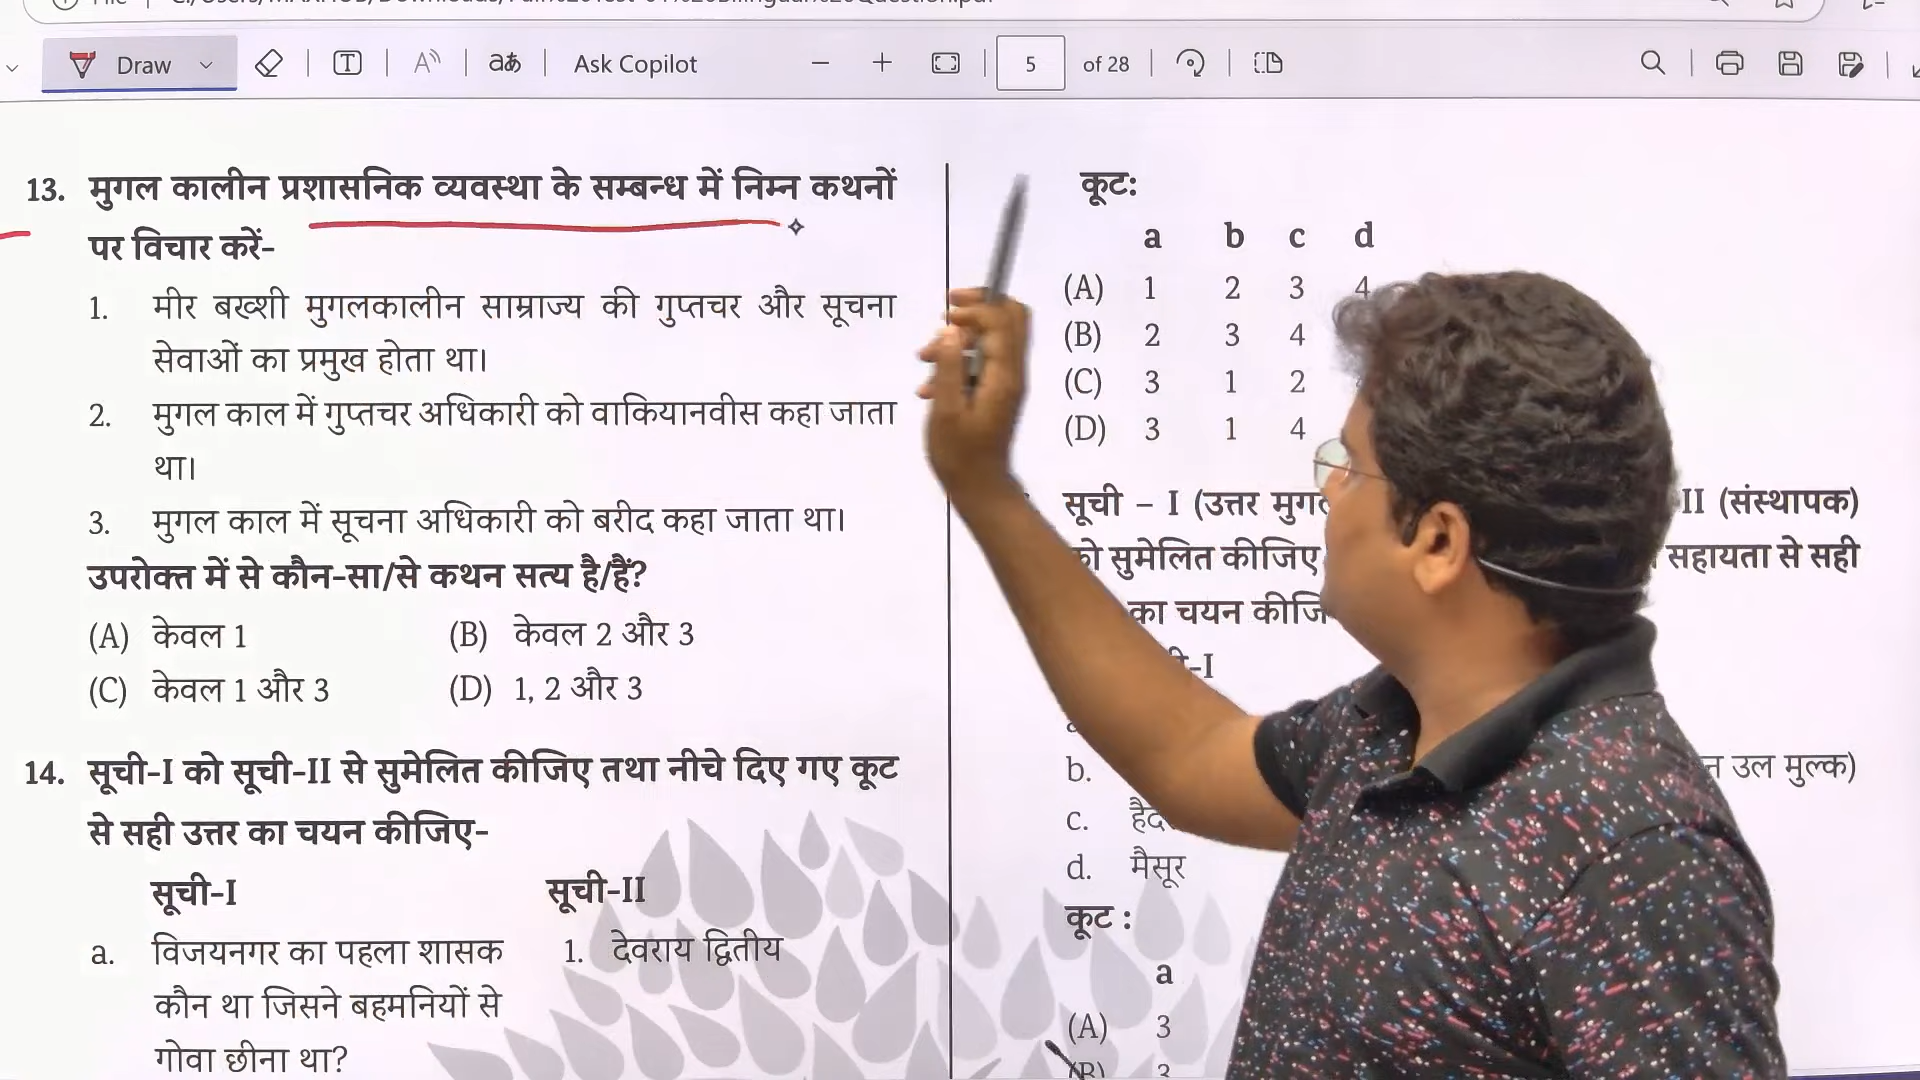 Draw
aあ
Ask Copilot
5 of 28
13. मुगल कालीन प्रशासनिक व्यवस्था के सम्बन्ध में निम्न कथनों
पर विचार करें-
1. मीर बख्शी मुगलकालीन साम्राज्य की गुप्तचर और सूचना
सेवाओं का प्रमुख होता था।
2. मुगल काल में गुप्तचर अधिकारी को वाकियानवीस कहा जाता
था।
3. मुगल काल में सूचना अधिकारी को बरीद कहा जाता था।
उपरोक्त में से कौन-सा/से कथन सत्य है/हैं?
(A) केवल 1 (B) केवल 2 और 3
(C) केवल 1 और 3 (D) 1, 2 और 3
14. सूची-I को सूची-II से सुमेलित कीजिए तथा नीचे दिए गए कूट
से सही उत्तर का चयन कीजिए-
सूची-I सूची-II
a. विजयनगर का पहला शासक 1. देवराय द्वितीय
कौन था जिसने बहमनियों से
गोवा छीना था?
कूटः
a b c d
(A) 1 2 3 4
(B) 2 3 4
(C) 3 1 2
(D) 3 1 4
सूची – I (उत्तर II (संस्थापक)
सुमेलित कीजिए सहायता से सही
का चयन
b. उल मुल्क)
c.
d. मैसूर
कूट :
a
(A) 3